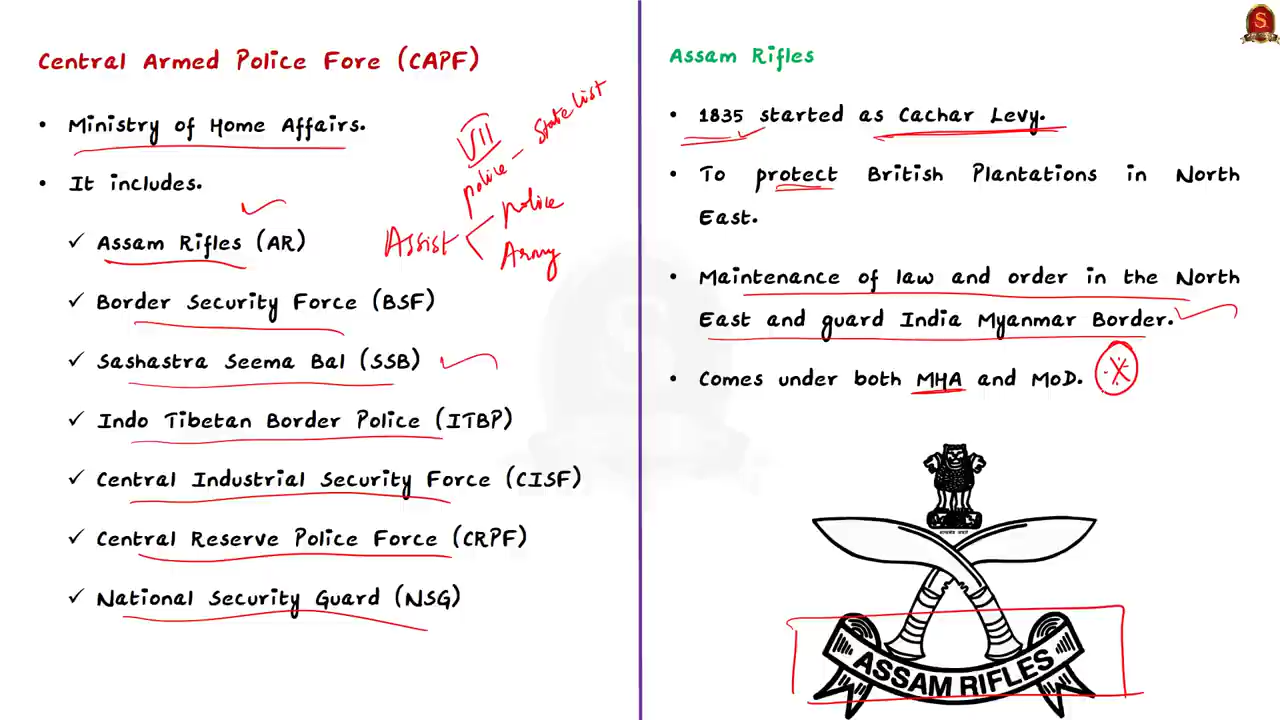 Central Armed Police Fore (CAPF)
• Ministry of Home Affairs.
• It includes.
✓ Assam Rifles (AR)
✓ Border Security Force (BSF)
✓ Sashastra Seema Bal (SSB)
✓ Indo Tibetan Border Police (ITBP)
✓ Central Industrial Security Force (CISF)
✓ Central Reserve Police Force (CRPF)
✓ National Security Guard (NSG)
VII
police - State list
Assist
police
Army
Assam Rifles
• 1835 started as Cachar Levy.
• To protect British Plantations in North
East.
• Maintenance of law and order in the North
East and guard India Myanmar Border.
• Comes under both MHA and MoD.
ASSAM RIFLES
S